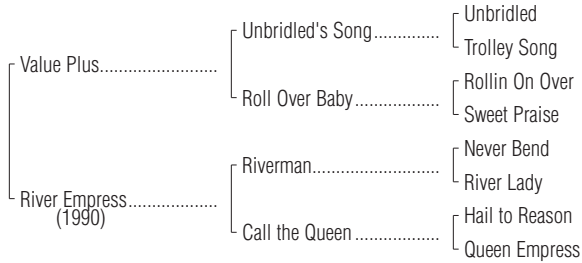 Unbridled
Unbridled's Song..............
Trolley Song
Value Plus.........................
Rollin On Over
Roll Over Baby ..................
Sweet Praise
Never Bend
Riverman...........................
River Lady
River Empress...................
(1990)
Hail to Reason
Call the Queen ..................
Queen Empress